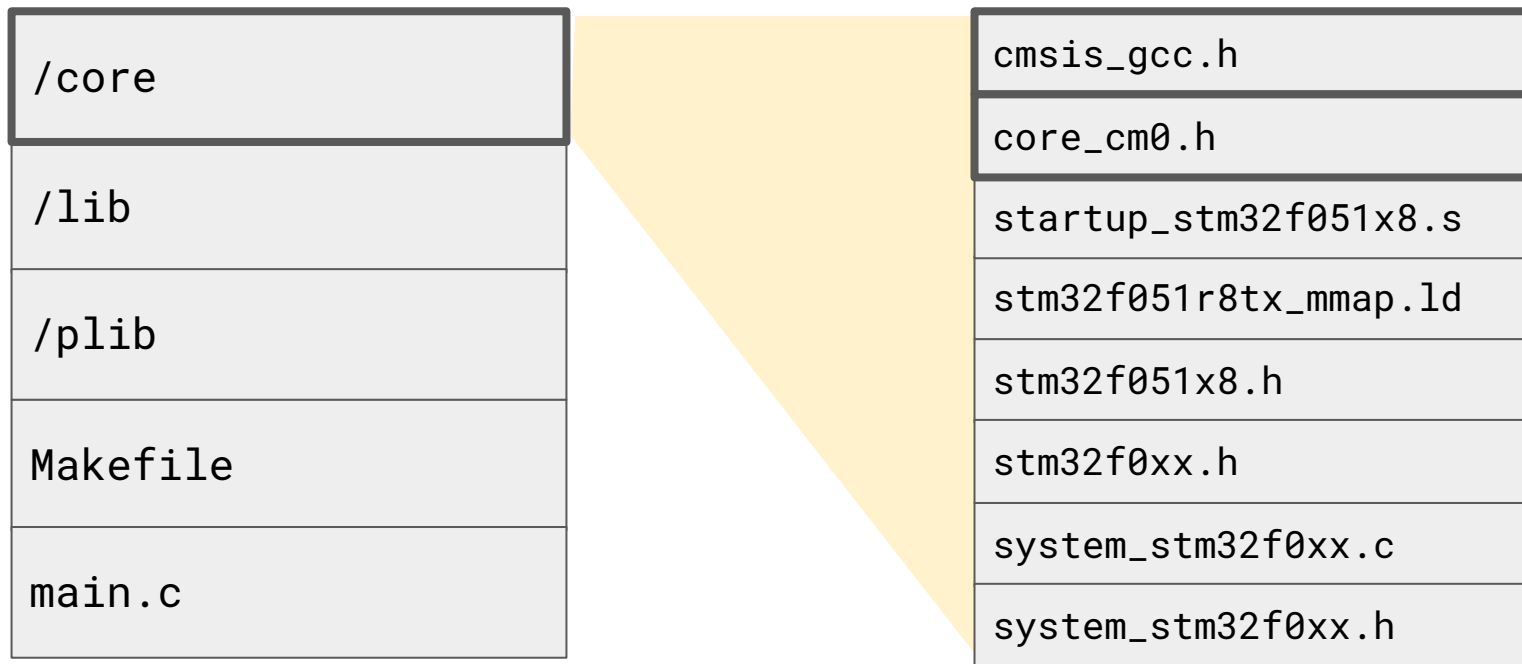 /core
/lib
/plib
Makefile
main.c
cmsis_gcc.h
core_cm0.h
startup_stm32f051x8.s
stm32f051r8tx_mmap.ld
stm32f051x8.h
stm32f0xx.h
system_stm32f0xx.c
system_stm32f0xx.h